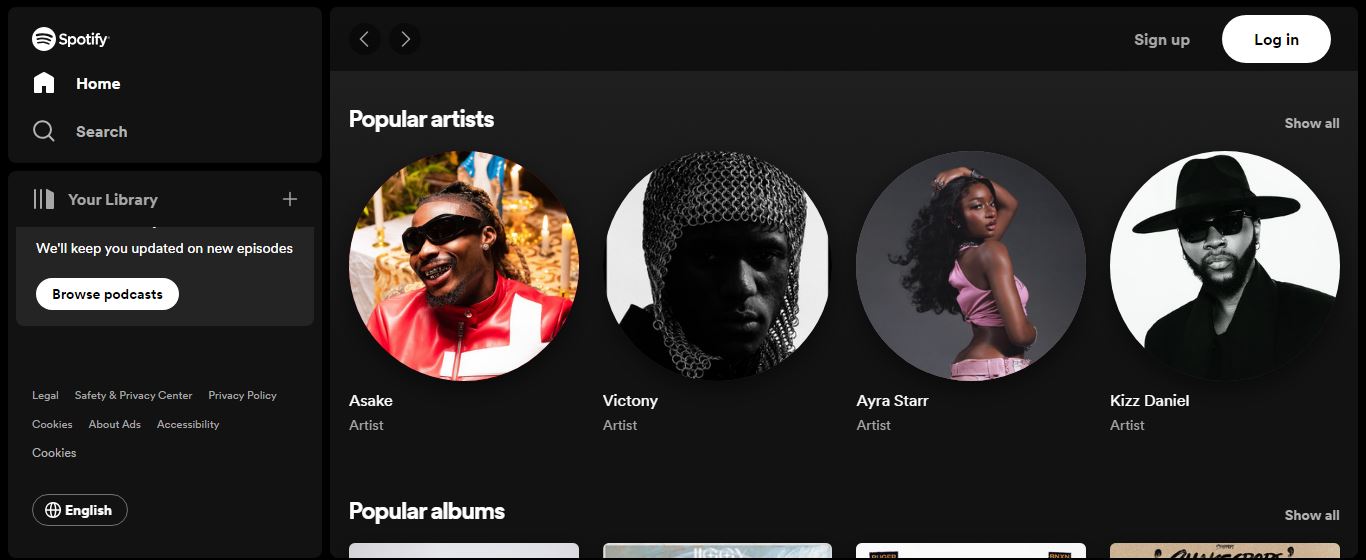 Spotify
Home
Search
Your Library
We'll keep you updated on new episodes
Browse podcasts
Legal Safety & Privacy Center Privacy Policy
Cookies About Ads Accessibility
Cookies
English
Sign up Log in
Popular artists Show all
Asake Victony Ayra Starr Kizz Daniel
Artist Artist Artist Artist
Popular albums Show all
RUGER BNXN